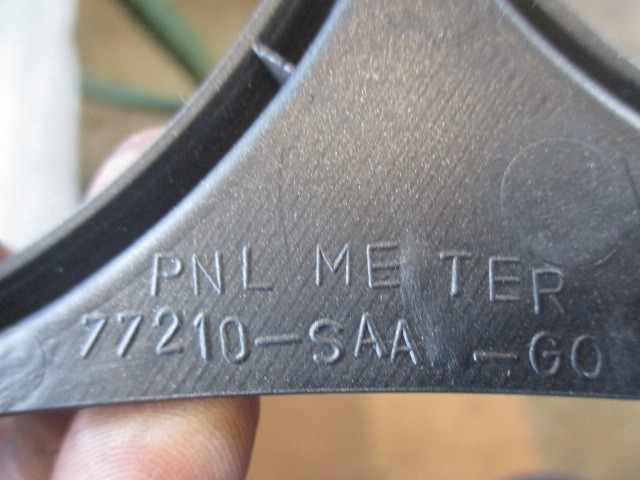 PNL METER
77210-SAA -G0